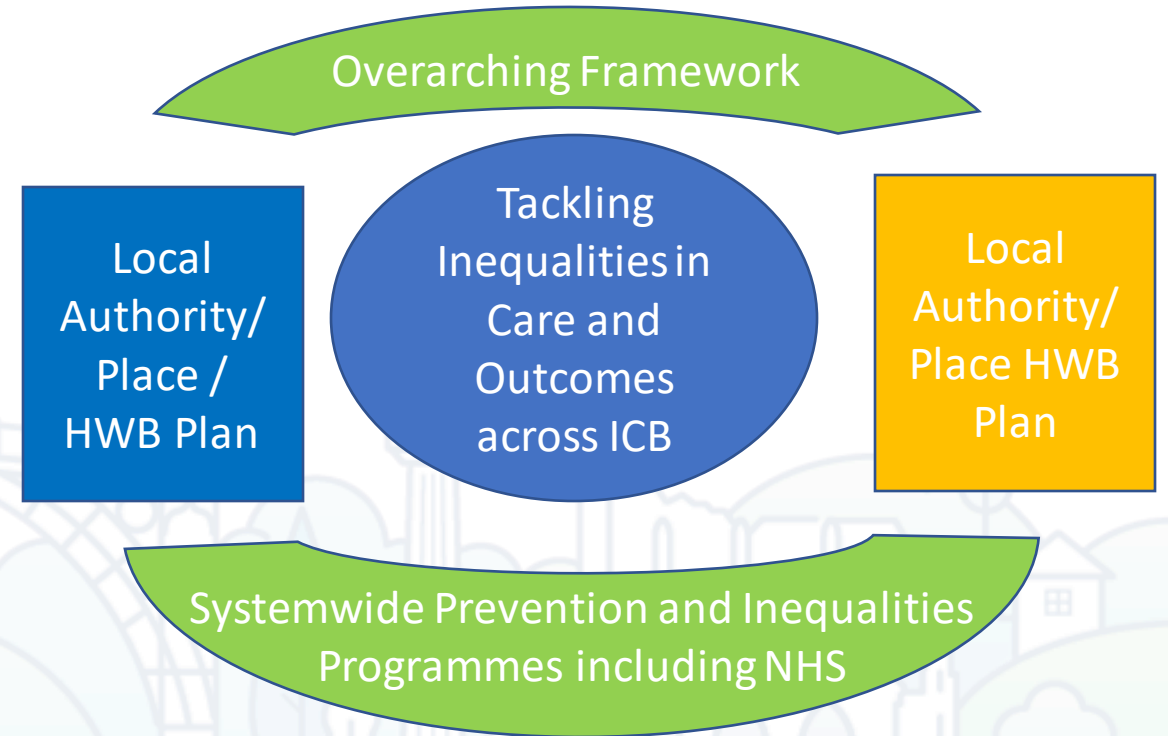 Overarching Framework
Local
Authority/
Place /
HWB Plan
Tackling
Inequalities in
Care and
Outcomes
across ICB
Local
Authority/
Place HWB
Plan
Systemwide Prevention and Inequalities
Programmes including NHS